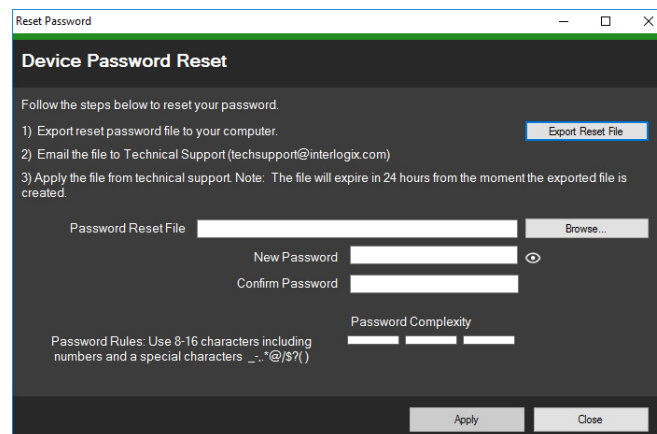 Reset Password
Device Password Reset
Follow the steps below to reset your password.
1) Export reset password file to your computer.
Export Reset File
2) Email the file to Technical Support (techsupport@interlogix.com)
3) Apply the file from technical support. Note: The file will expire in 24 hours from the moment the exported file is
created.
Password Reset File
Browse...
New Password
Confirm Password
Password Complexity
Password Rules: Use 8-16 characters including
numbers and a special characters _-,.*@/$?( )
Apply
Close